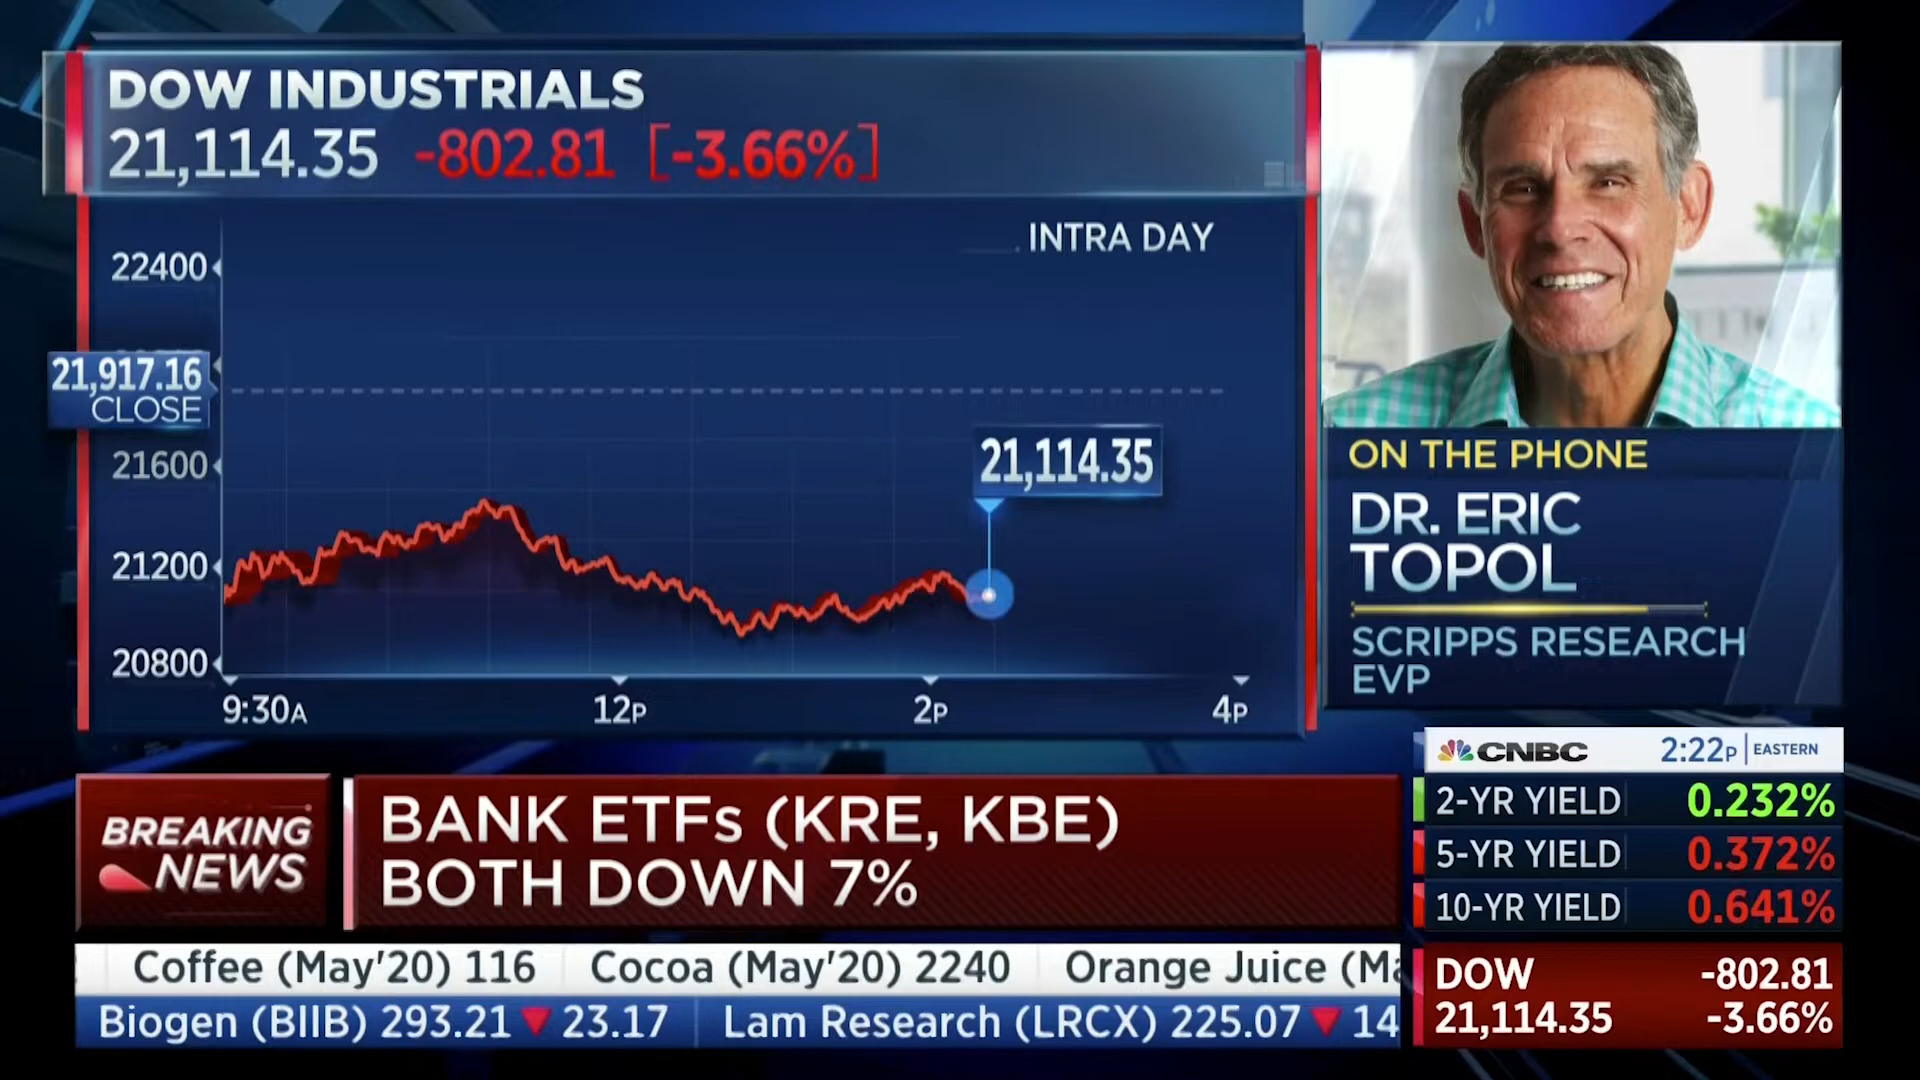 DOW INDUSTRIALS
21,114.35 -802.81 [-3.66%]
INTRA DAY
22400
21,917.16
CLOSE
21600
21200
20800
21,114.35
9:30A 12P 2P 4P
ON THE PHONE
DR. ERIC
TOPOL
SCRIPPS RESEARCH
EVP
CNBC 2:22P EASTERN
2-YR YIELD 0.232%
5-YR YIELD 0.372%
10-YR YIELD 0.641%
DOW -802.81
21,114.35 -3.66%
BREAKING
NEWS
BANK ETFs (KRE, KBE)
BOTH DOWN 7%
Coffee (May'20) 116 Cocoa (May'20) 2240 Orange Juice (Ma
Biogen (BIIB) 293.21 ▼ 23.17 Lam Research (LRCX) 225.07 ▼ 14